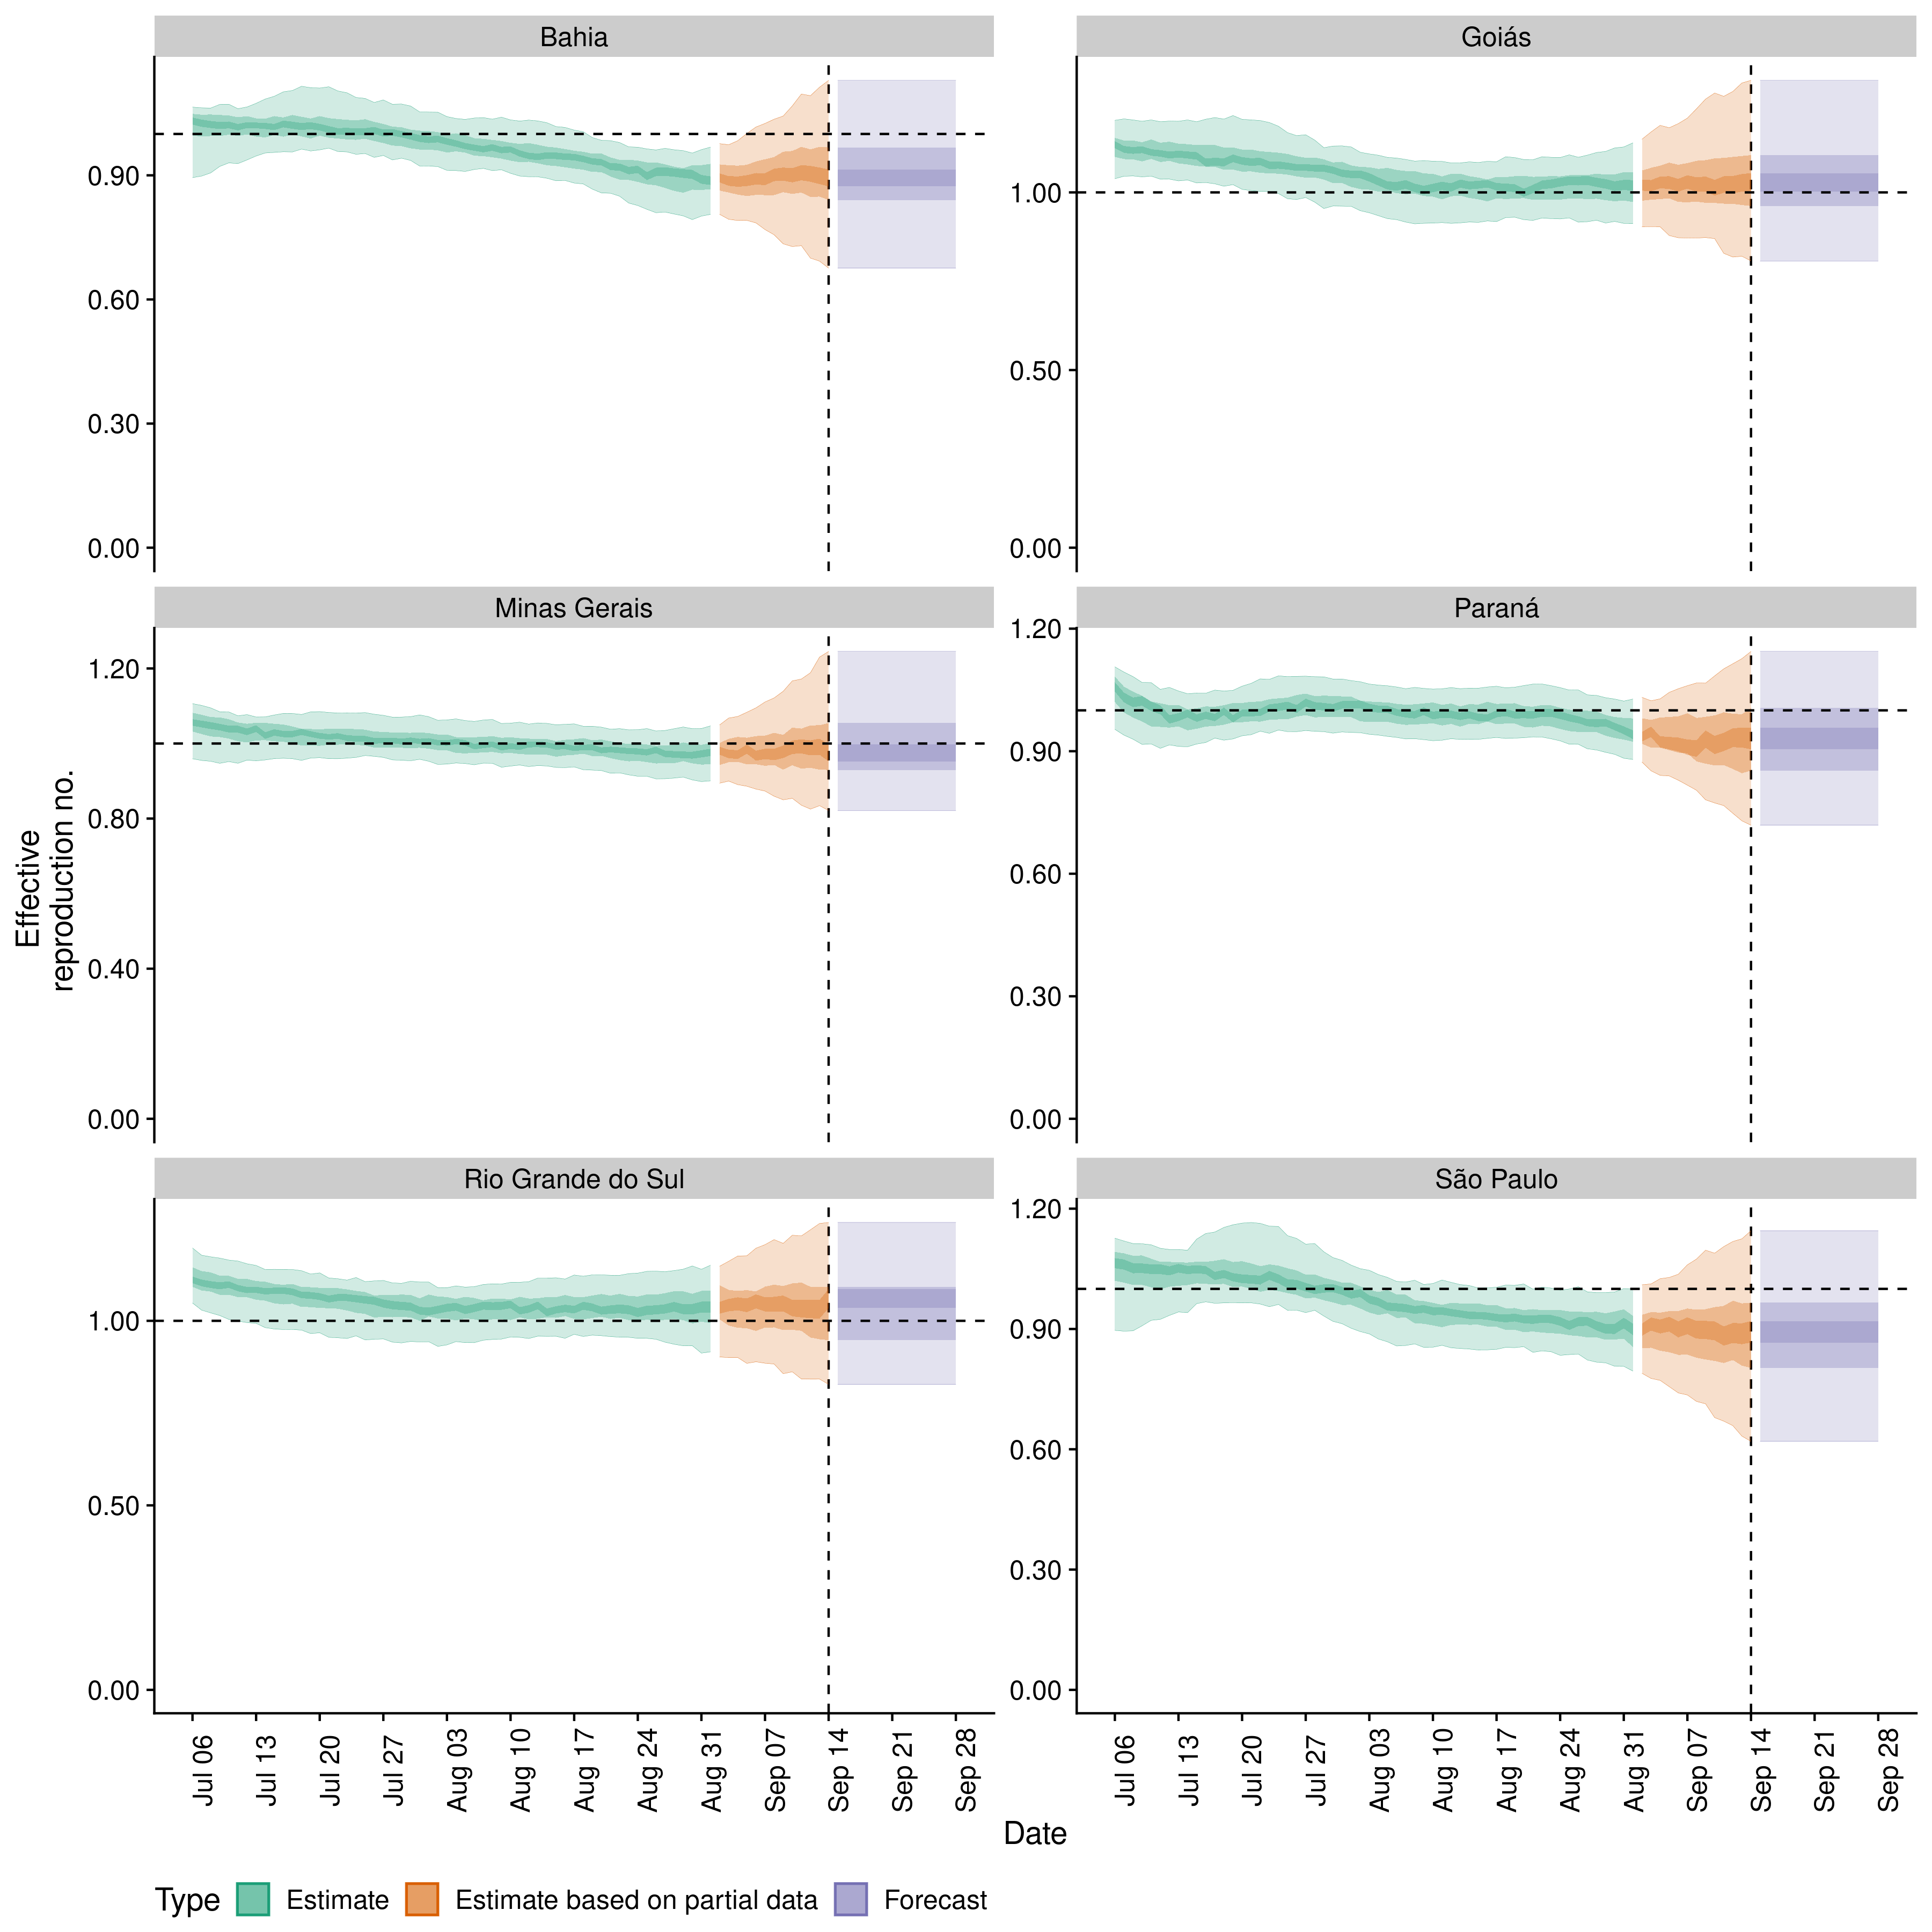 Bahia
Goiás
0.90
0.60
0.30
0.00
1.00
0.50
0.00
Minas Gerais
Paraná
1.20
0.80
0.40
0.00
1.20
0.90
0.60
0.30
0.00
Effective
reproduction no.
Rio Grande do Sul
São Paulo
1.00
0.50
0.00
1.20
0.90
0.60
0.30
0.00
Jul 06
Jul 13
Jul 20
Jul 27
Aug 03
Aug 10
Aug 17
Aug 24
Aug 31
Sep 07
Sep 14
Sep 21
Sep 28
Jul 06
Jul 13
Jul 20
Jul 27
Aug 03
Aug 10
Aug 17
Aug 24
Aug 31
Sep 07
Sep 14
Sep 21
Sep 28
Date
Type Estimate Estimate based on partial data Forecast